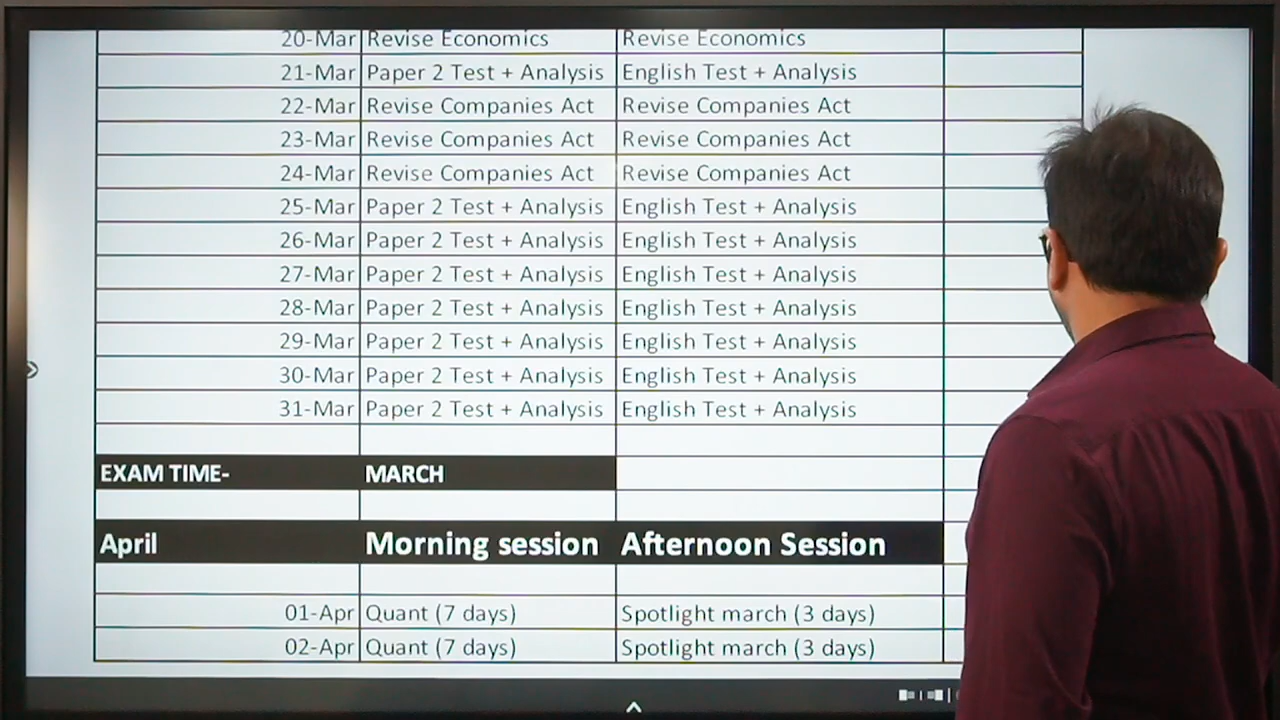 20-Mar Revise Economics Revise Economics
21-Mar Paper 2 Test + Analysis English Test + Analysis
22-Mar Revise Companies Act Revise Companies Act
23-Mar Revise Companies Act Revise Companies Act
24-Mar Revise Companies Act Revise Companies Act
25-Mar Paper 2 Test + Analysis English Test + Analysis
26-Mar Paper 2 Test + Analysis English Test + Analysis
27-Mar Paper 2 Test + Analysis English Test + Analysis
28-Mar Paper 2 Test + Analysis English Test + Analysis
29-Mar Paper 2 Test + Analysis English Test + Analysis
30-Mar Paper 2 Test + Analysis English Test + Analysis
31-Mar Paper 2 Test + Analysis English Test + Analysis
EXAM TIME- MARCH
April Morning session Afternoon Session
01-Apr Quant (7 days) Spotlight march (3 days)
02-Apr Quant (7 days) Spotlight march (3 days)